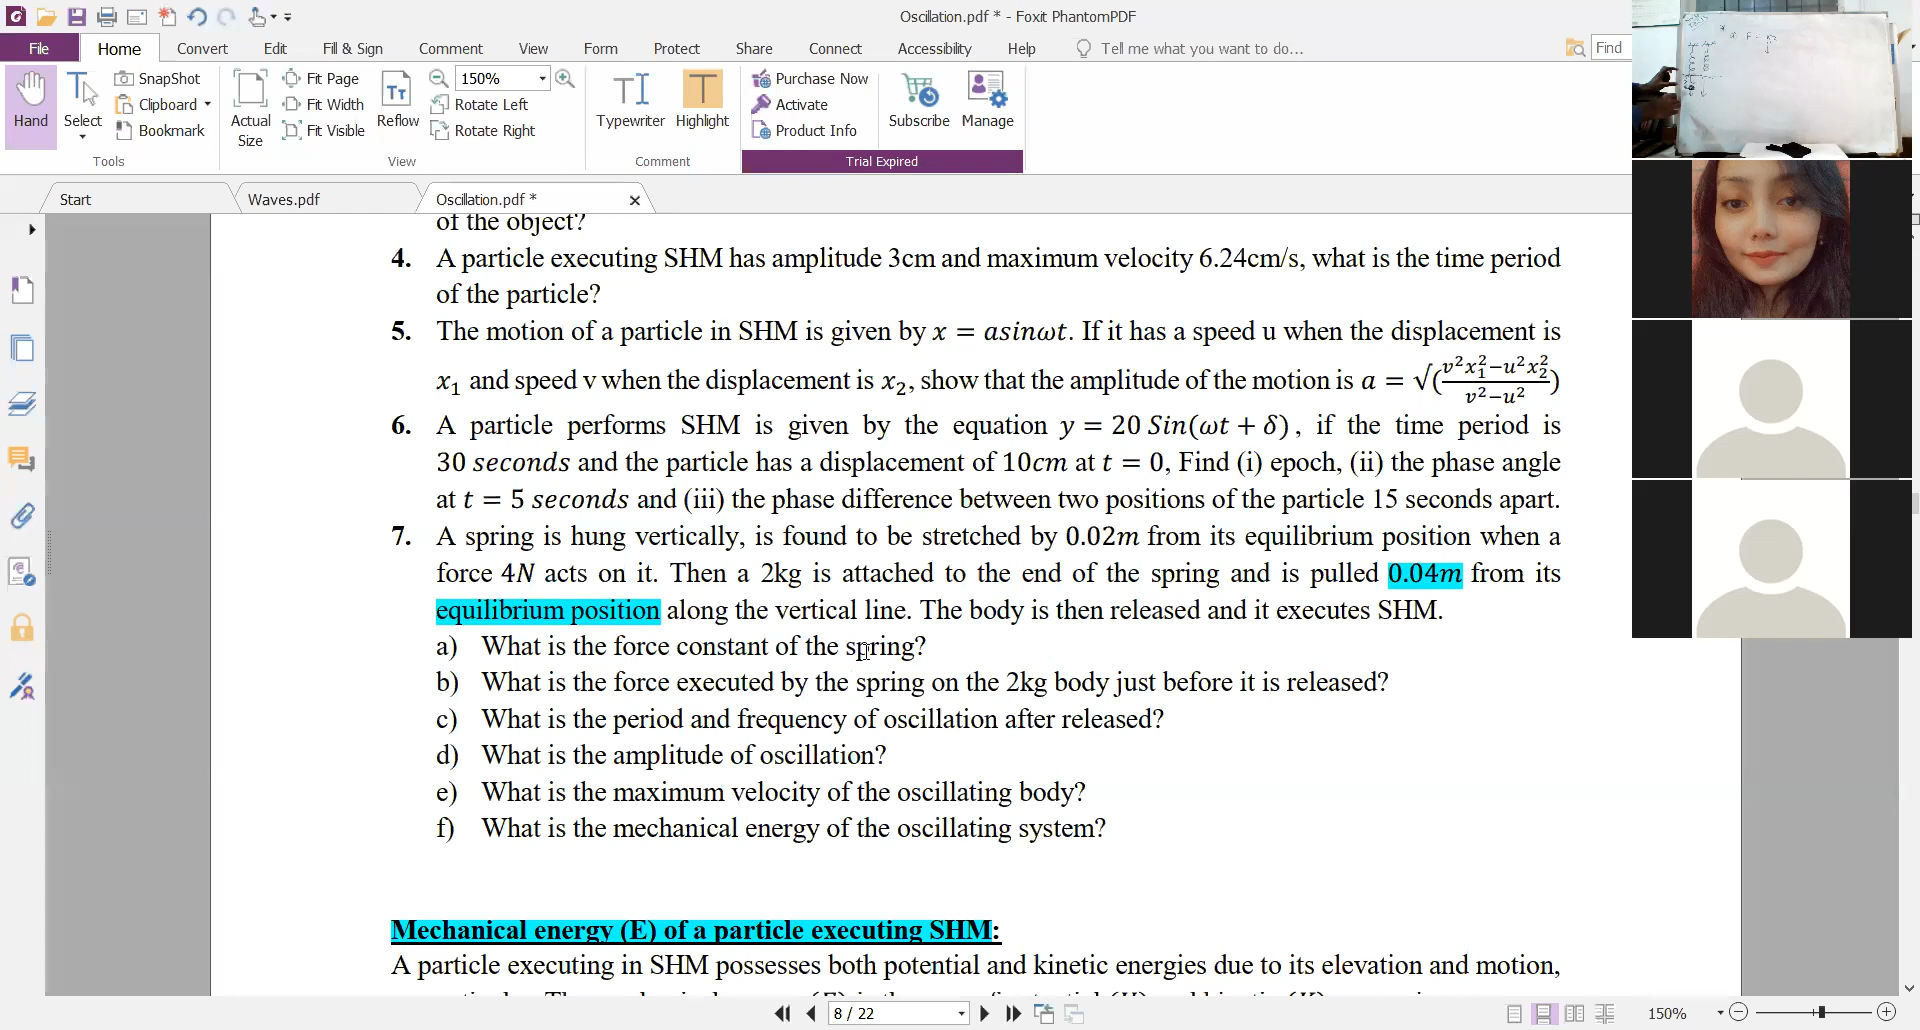 Oscillation.pdf * - Foxit PhantomPDF
File Home Convert Edit Fill & Sign Comment View Form Protect Share Connect Accessibility Help Tell me what you want to do... Find
Hand Select SnapShot Clipboard Bookmark
Tools
Actual Size Fit Page Fit Width Fit Visible Reflow 150% Rotate Left Rotate Right
View
Typewriter Highlight
Comment
Purchase Now Activate Product Info Subscribe Manage
Trial Expired
Start Waves.pdf Oscillation.pdf *
of the object?
4. A particle executing SHM has amplitude 3cm and maximum velocity 6.24cm/s, what is the time period
of the particle?
5. The motion of a particle in SHM is given by x = asinωt. If it has a speed u when the displacement is
x₁ and speed v when the displacement is x₂, show that the amplitude of the motion is a = √((v²x₁²−u²x₂²)/(v²−u²))
6. A particle performs SHM is given by the equation y = 20 Sin(ωt + δ), if the time period is
30 seconds and the particle has a displacement of 10cm at t = 0, Find (i) epoch, (ii) the phase angle
at t = 5 seconds and (iii) the phase difference between two positions of the particle 15 seconds apart.
7. A spring is hung vertically, is found to be stretched by 0.02m from its equilibrium position when a
force 4N acts on it. Then a 2kg is attached to the end of the spring and is pulled 0.04m from its
equilibrium position along the vertical line. The body is then released and it executes SHM.
a) What is the force constant of the spring?
b) What is the force executed by the spring on the 2kg body just before it is released?
c) What is the period and frequency of oscillation after released?
d) What is the amplitude of oscillation?
e) What is the maximum velocity of the oscillating body?
f) What is the mechanical energy of the oscillating system?
Mechanical energy (E) of a particle executing SHM:
A particle executing in SHM possesses both potential and kinetic energies due to its elevation and motion,
8 / 22
150%